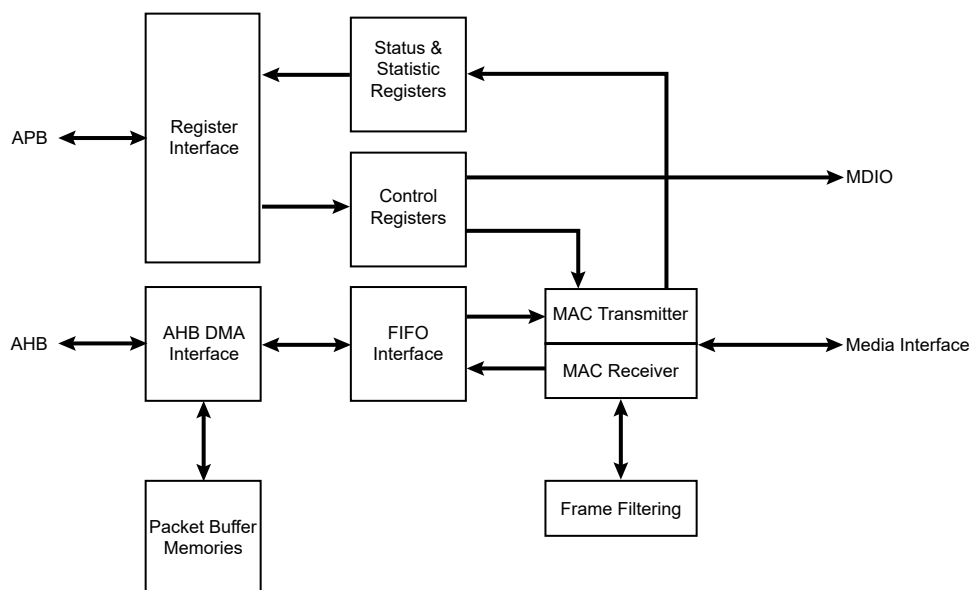 Status &
Statistic
Registers
APB
Register
Interface
MDIO
Control
Registers
MAC Transmitter
AHB
AHB DMA
Interface
FIFO
Interface
Media Interface
MAC Receiver
Frame Filtering
Packet Buffer
Memories